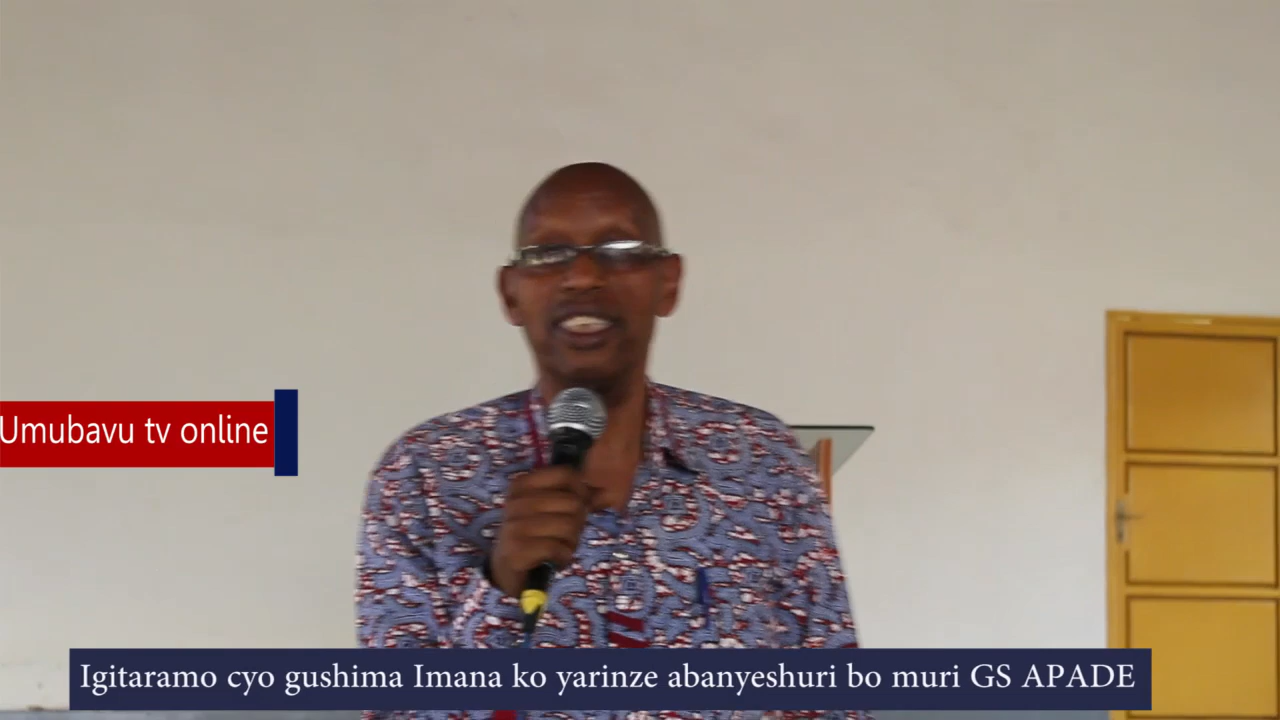 Umubavu tv online
Igitaramo cyo gushima Imana ko yarinze abanyeshuri bo muri GS APADE